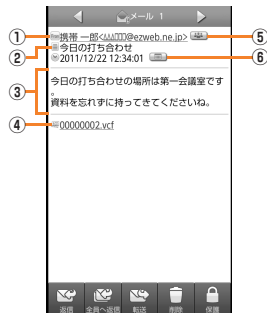 メール 1
① 携帯 一郎<△△△□□□@ezweb.ne.jp> ⑤
② 今日の打ち合わせ
2011/12/22 12:34:01 ⑥
③ 今日の打ち合わせの場所は第一会議室です
。
資料を忘れずに持ってきてくださいね。
④ 00000002.vcf
返信 全員へ返信 転送 削除 保護